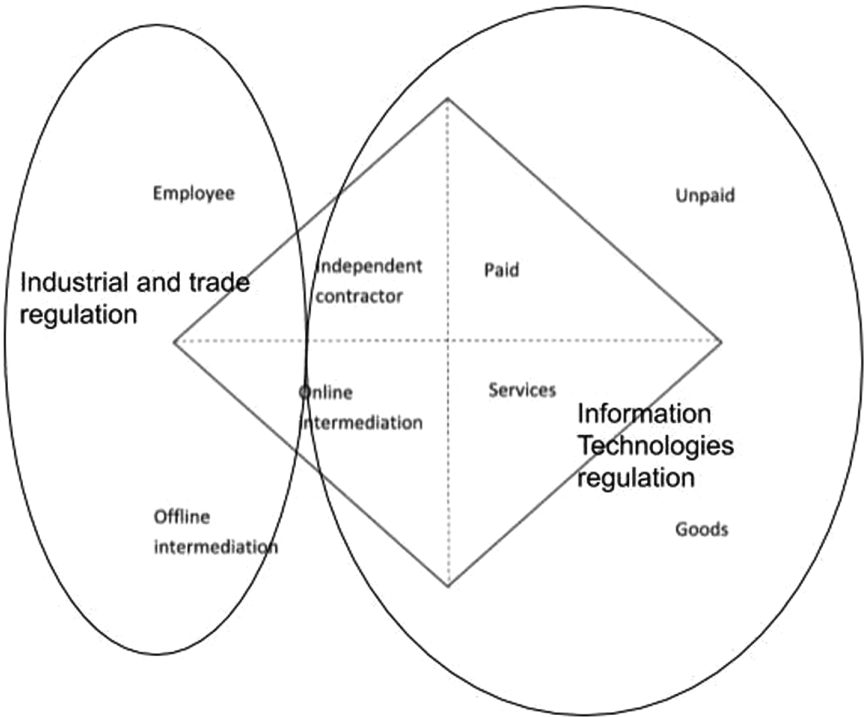 Employee
Unpaid
Industrial and trade
regulation
Independent
contractor
Paid
Online
intermediation
Services
Information
Technologies
regulation
Offline
intermediation
Goods